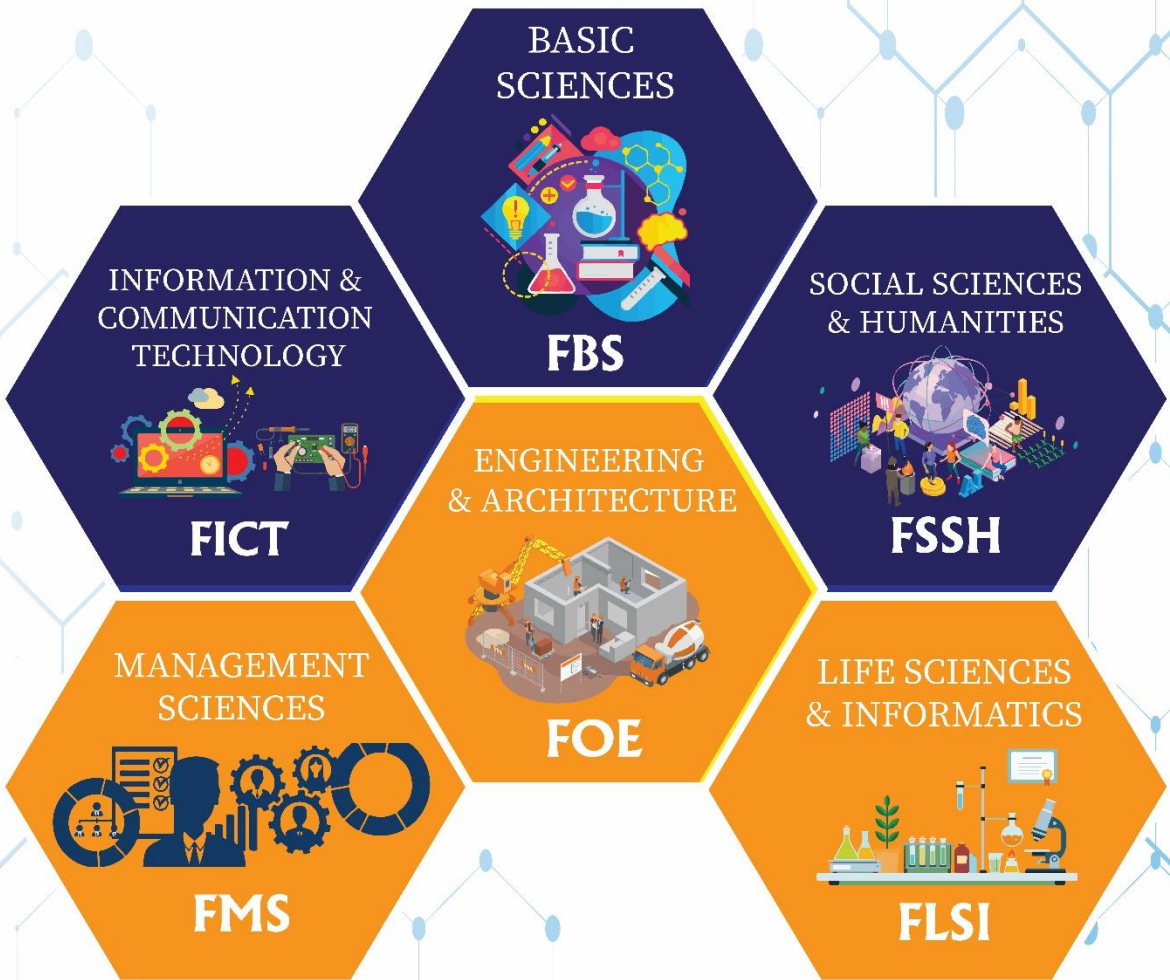 BASIC
SCIENCES
FBS
INFORMATION &
COMMUNICATION
TECHNOLOGY
FICT
SOCIAL SCIENCES
& HUMANITIES
FSSH
ENGINEERING
& ARCHITECTURE
FOE
MANAGEMENT
SCIENCES
FMS
LIFE SCIENCES
& INFORMATICS
FLSI